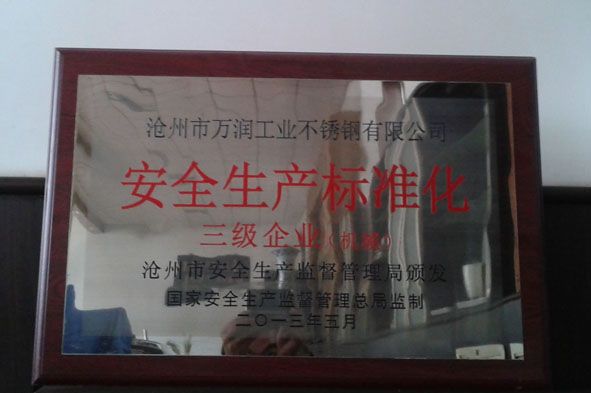 沧州市万润工业不锈钢有限公司
安全生产标准化
三级企业（机械）
沧州市安全生产监督管理局颁发
国家安全生产监督管理总局监制
二〇一三年五月